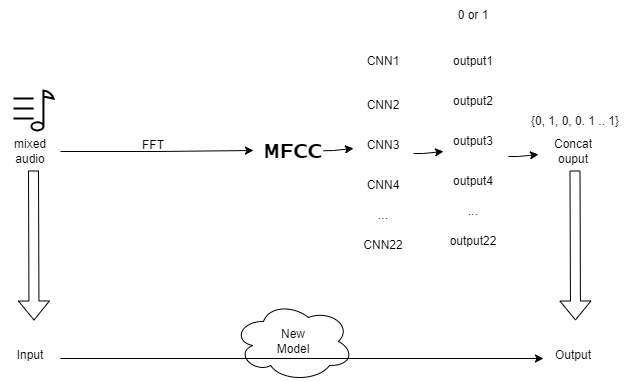 0 or 1
CNN1
output1
CNN2
output2
{0, 1, 0, 0. 1 .. 1}
mixed
audio
FFT
MFCC
CNN3
output3
Concat
ouput
CNN4
output4
...
...
CNN22
output22
New
Model
Input
Output